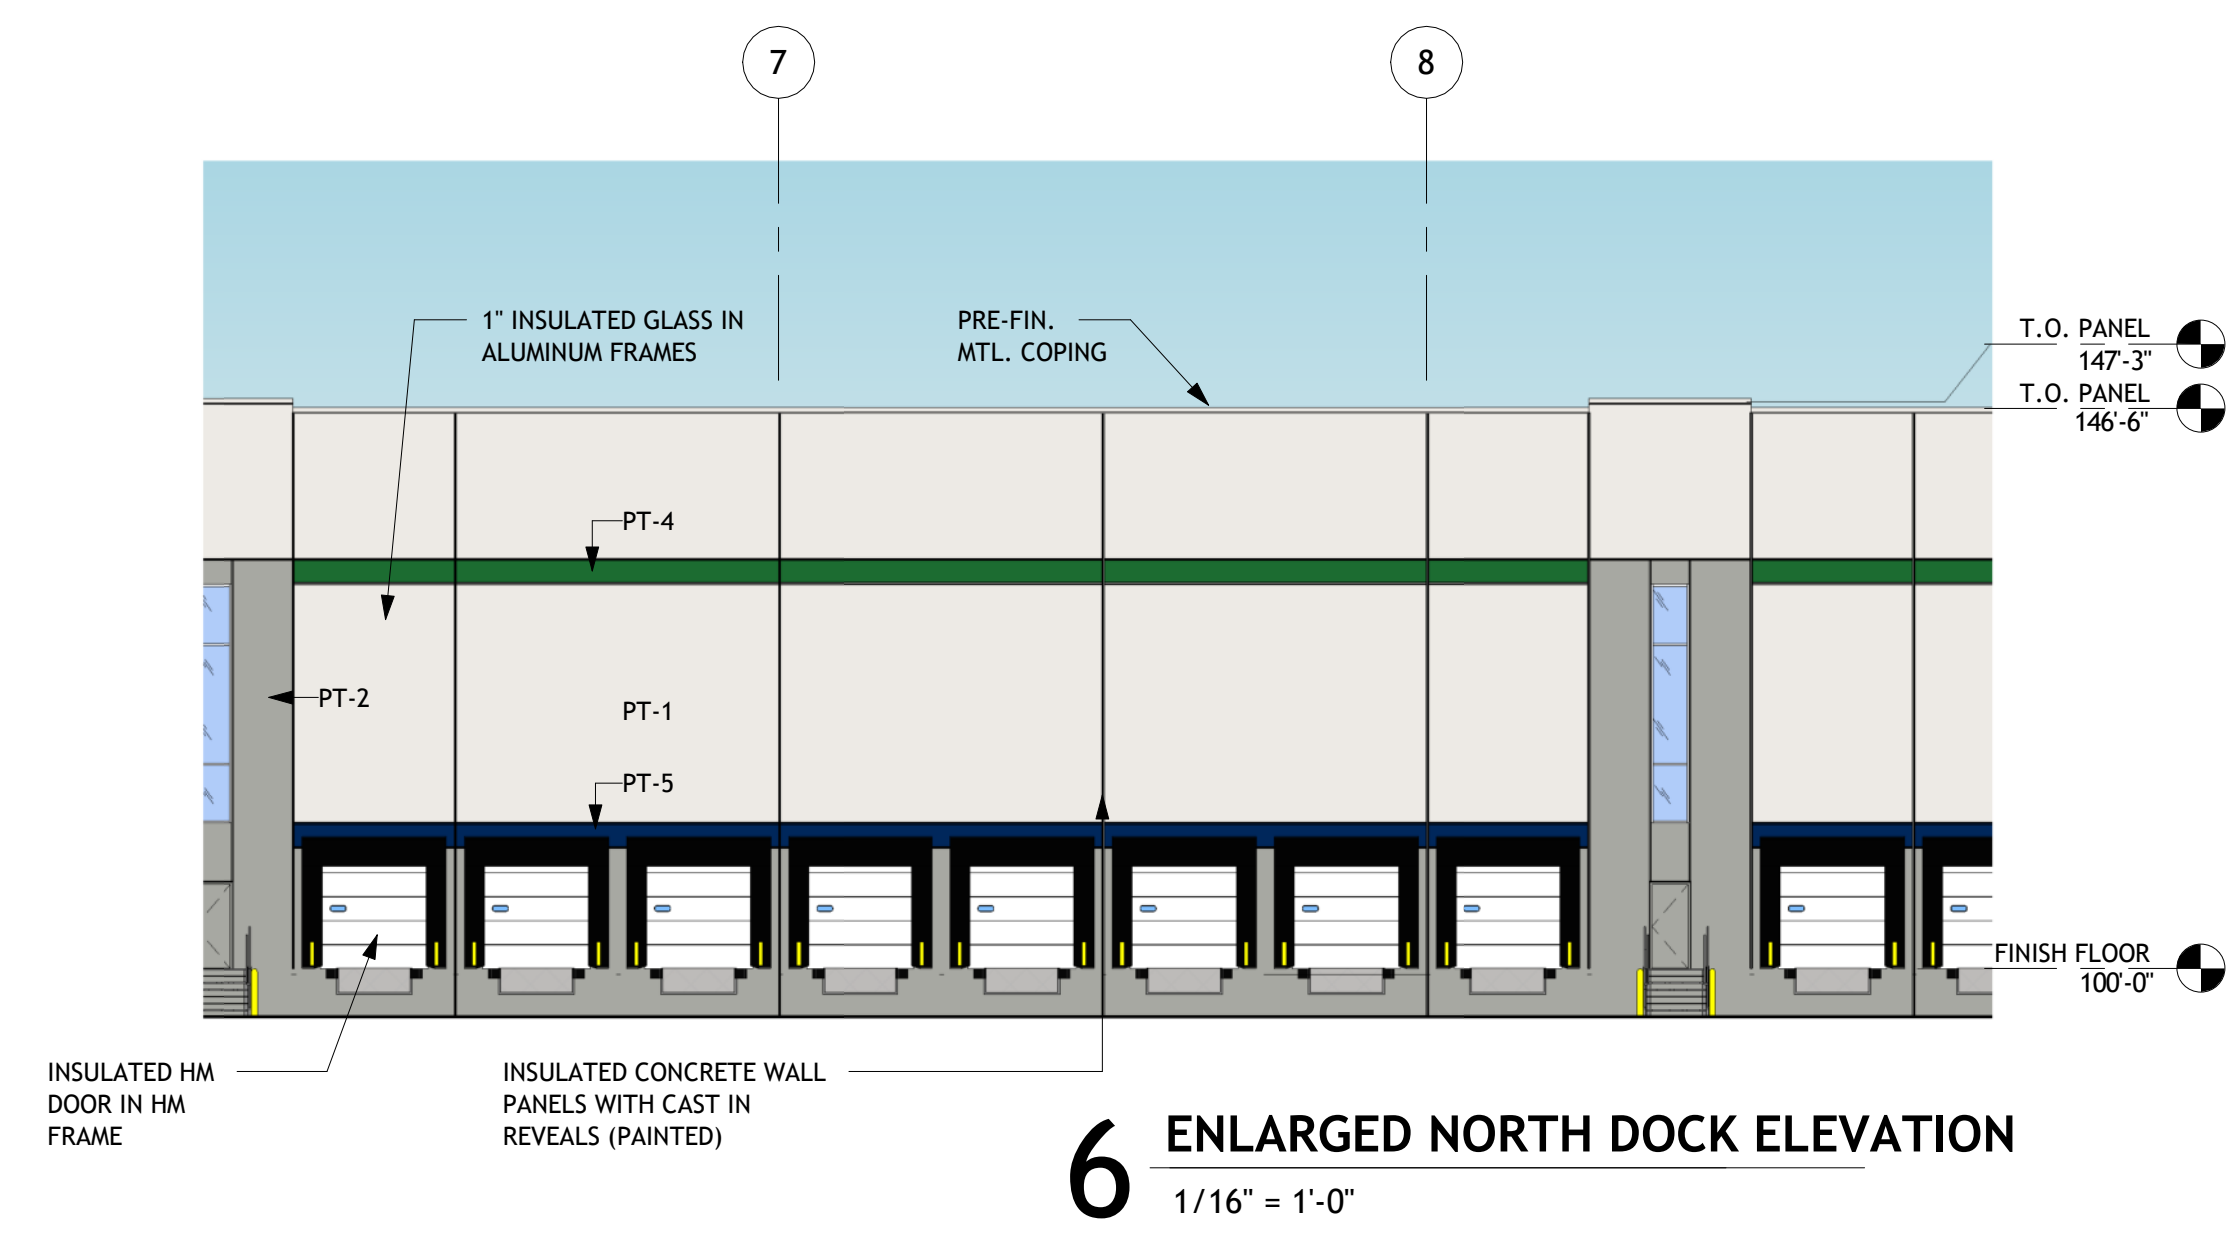 7
8
1" INSULATED GLASS IN
ALUMINUM FRAMES
PRE-FIN.
MTL. COPING
T.O. PANEL
147'-3"
T.O. PANEL
146'-6"
PT-4
PT-2
PT-1
PT-5
FINISH FLOOR
100'-0"
INSULATED HM
DOOR IN HM
FRAME
INSULATED CONCRETE WALL
PANELS WITH CAST IN
REVEALS (PAINTED)
6 ENLARGED NORTH DOCK ELEVATION
1/16" = 1'-0"